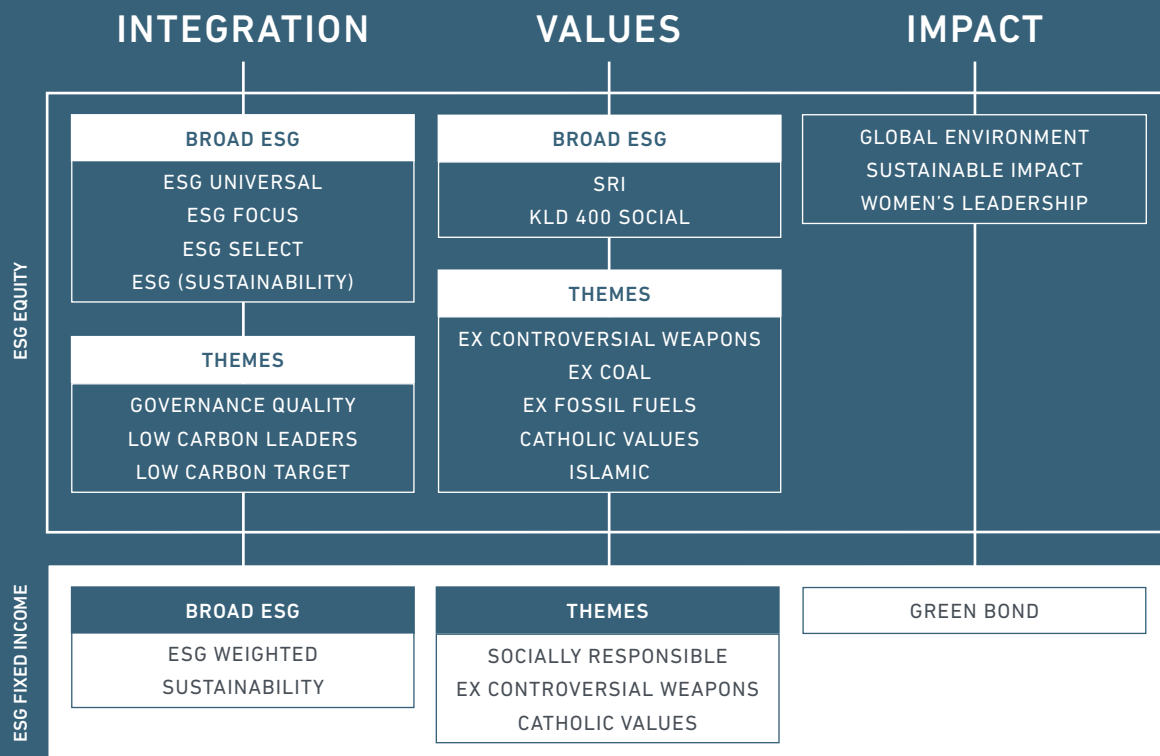 INTEGRATION
VALUES
IMPACT
ESG EQUITY
BROAD ESG
ESG UNIVERSAL
ESG FOCUS
ESG SELECT
ESG (SUSTAINABILITY)
THEMES
GOVERNANCE QUALITY
LOW CARBON LEADERS
LOW CARBON TARGET
BROAD ESG
SRI
KLD 400 SOCIAL
THEMES
EX CONTROVERSIAL WEAPONS
EX COAL
EX FOSSIL FUELS
CATHOLIC VALUES
ISLAMIC
GLOBAL ENVIRONMENT
SUSTAINABLE IMPACT
WOMEN'S LEADERSHIP
ESG FIXED INCOME
BROAD ESG
ESG WEIGHTED
SUSTAINABILITY
THEMES
SOCIALLY RESPONSIBLE
EX CONTROVERSIAL WEAPONS
CATHOLIC VALUES
GREEN BOND